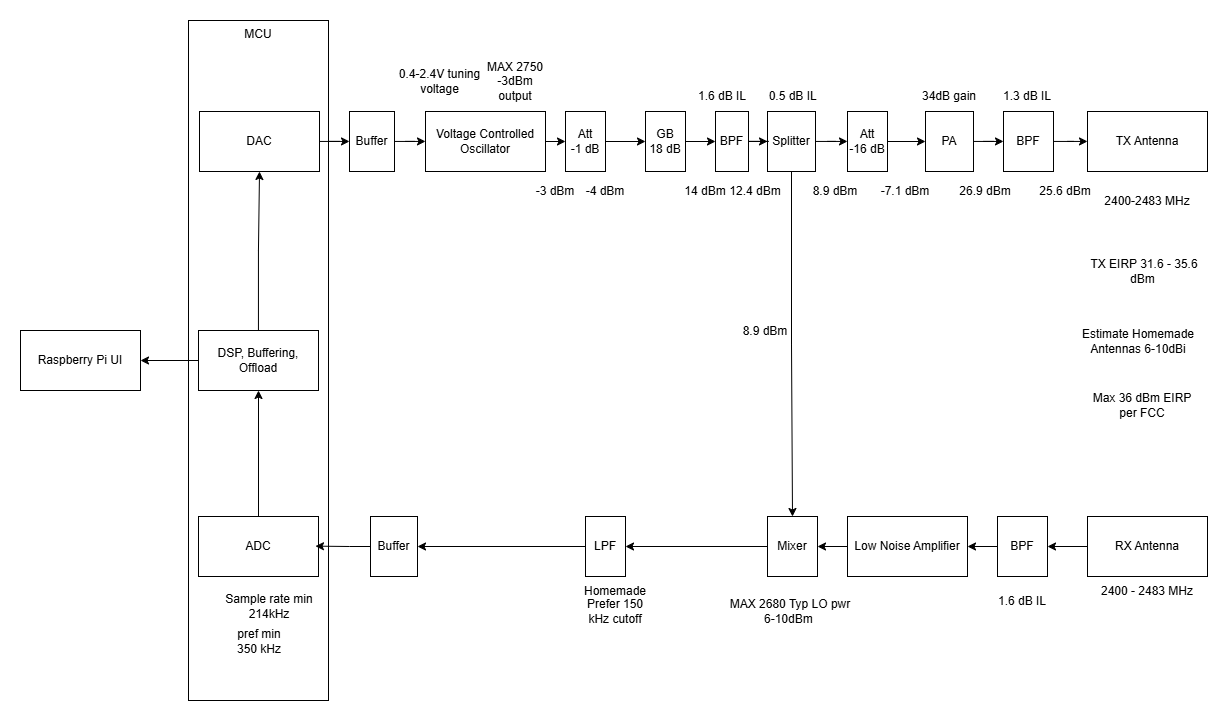 MCU
0.4-2.4V tuning
voltage
MAX 2750
-3dBm
output
1.6 dB IL
0.5 dB IL
34dB gain
1.3 dB IL
DAC
Buffer
Voltage Controlled
Oscillator
Att
-1 dB
GB
18 dB
BPF
Splitter
Att
-16 dB
PA
BPF
TX Antenna
-3 dBm
-4 dBm
14 dBm
12.4 dBm
8.9 dBm
-7.1 dBm
26.9 dBm
25.6 dBm
2400-2483 MHz
TX EIRP 31.6 - 35.6
dBm
8.9 dBm
Estimate Homemade
Antennas 6-10dBi
Raspberry Pi UI
DSP, Buffering,
Offload
Max 36 dBm EIRP
per FCC
ADC
Buffer
LPF
Mixer
Low Noise Amplifier
BPF
RX Antenna
Sample rate min
214kHz
pref min
350 kHz
Homemade
Prefer 150
kHz cutoff
MAX 2680 Typ LO pwr
6-10dBm
1.6 dB IL
2400 - 2483 MHz